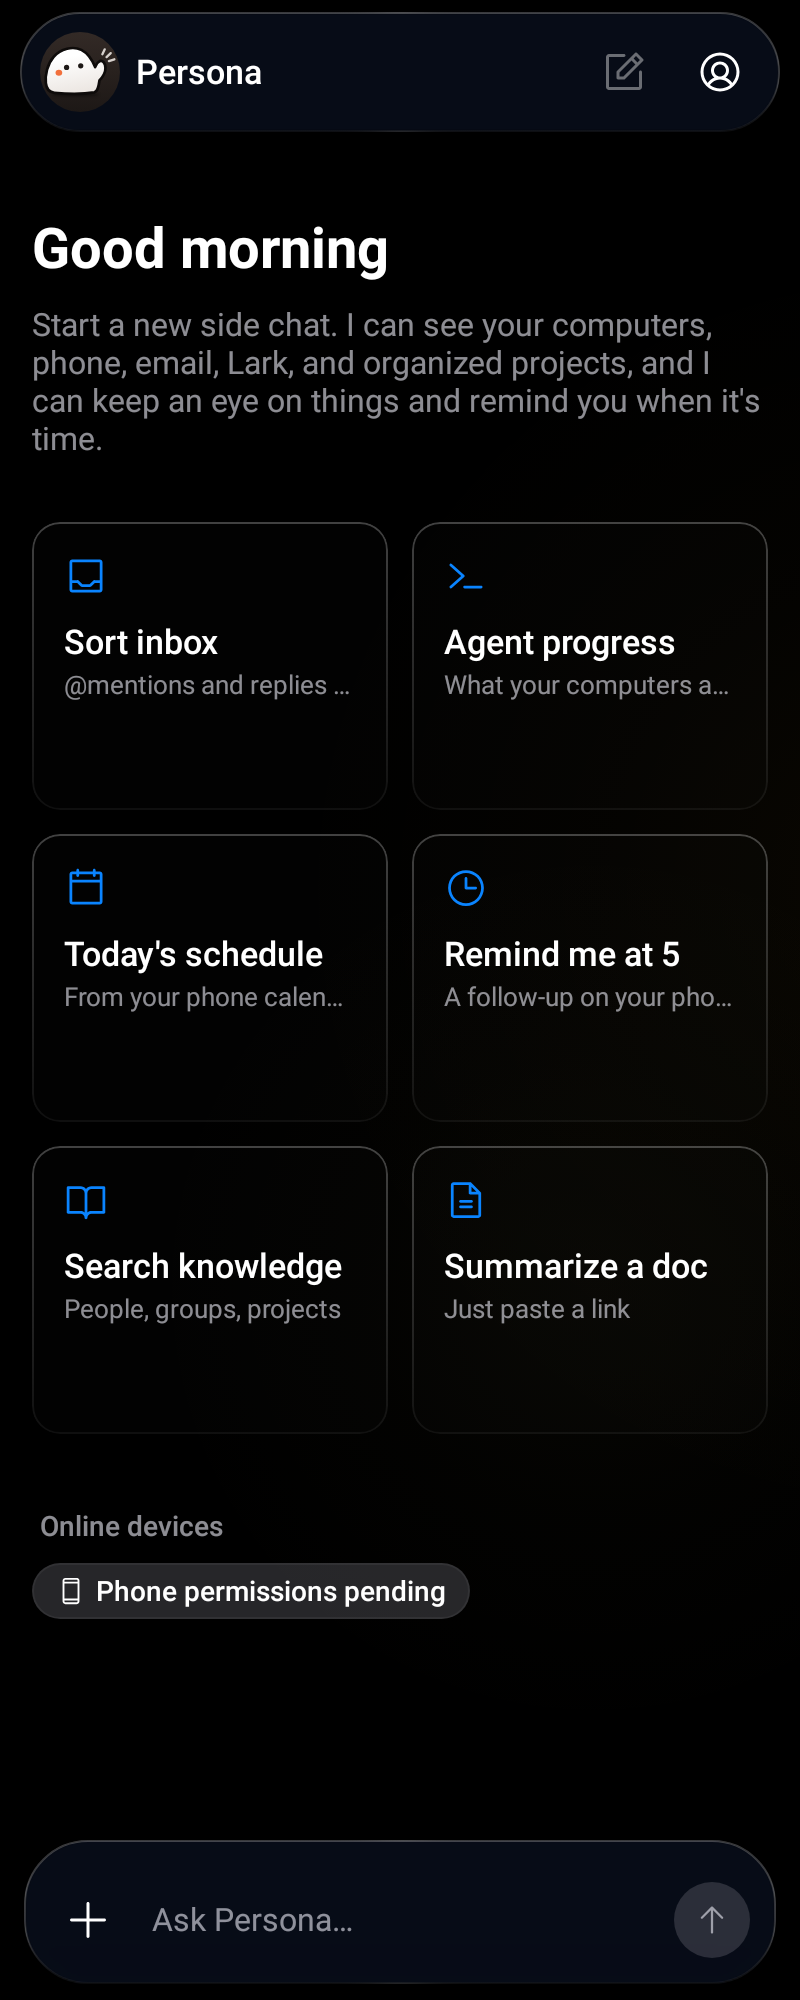 Persona
Good morning
Start a new side chat. I can see your computers,
phone, email, Lark, and organized projects, and I
can keep an eye on things and remind you when it's
time.
Sort inbox
@mentions and replies ...
Agent progress
What your computers a...
Today's schedule
From your phone calen...
Remind me at 5
A follow-up on your pho...
Search knowledge
People, groups, projects
Summarize a doc
Just paste a link
Online devices
Phone permissions pending
Ask Persona...